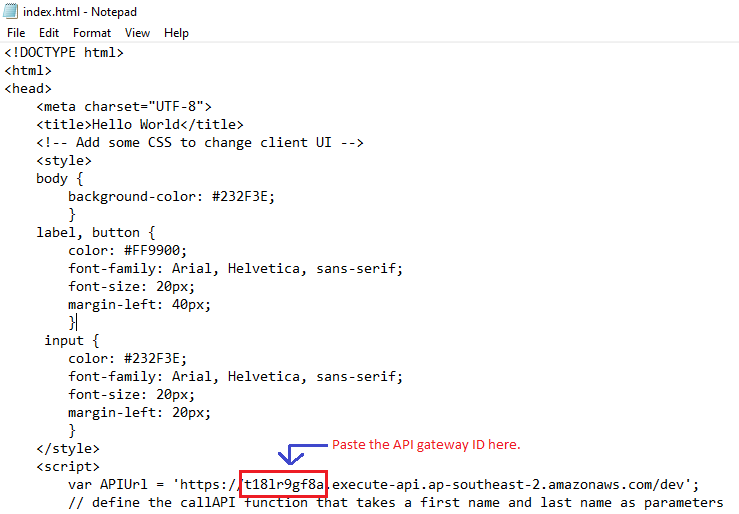 index.html - Notepad
File Edit Format View Help
<!DOCTYPE html>
<html>
<head>
    <meta charset="UTF-8">
    <title>Hello World</title>
    <!-- Add some CSS to change client UI -->
    <style>
    body {
        background-color: #232F3E;
        }
    label, button {
        color: #FF9900;
        font-family: Arial, Helvetica, sans-serif;
        font-size: 20px;
        margin-left: 40px;
        }
     input {
        color: #232F3E;
        font-family: Arial, Helvetica, sans-serif;
        font-size: 20px;
        margin-left: 20px;
        }
    </style>
Paste the API gateway ID here.
    <script>
        var APIUrl = 'https://t18lr9gf8a.execute-api.ap-southeast-2.amazonaws.com/dev';
        // define the callAPI function that takes a first name and last name as parameters